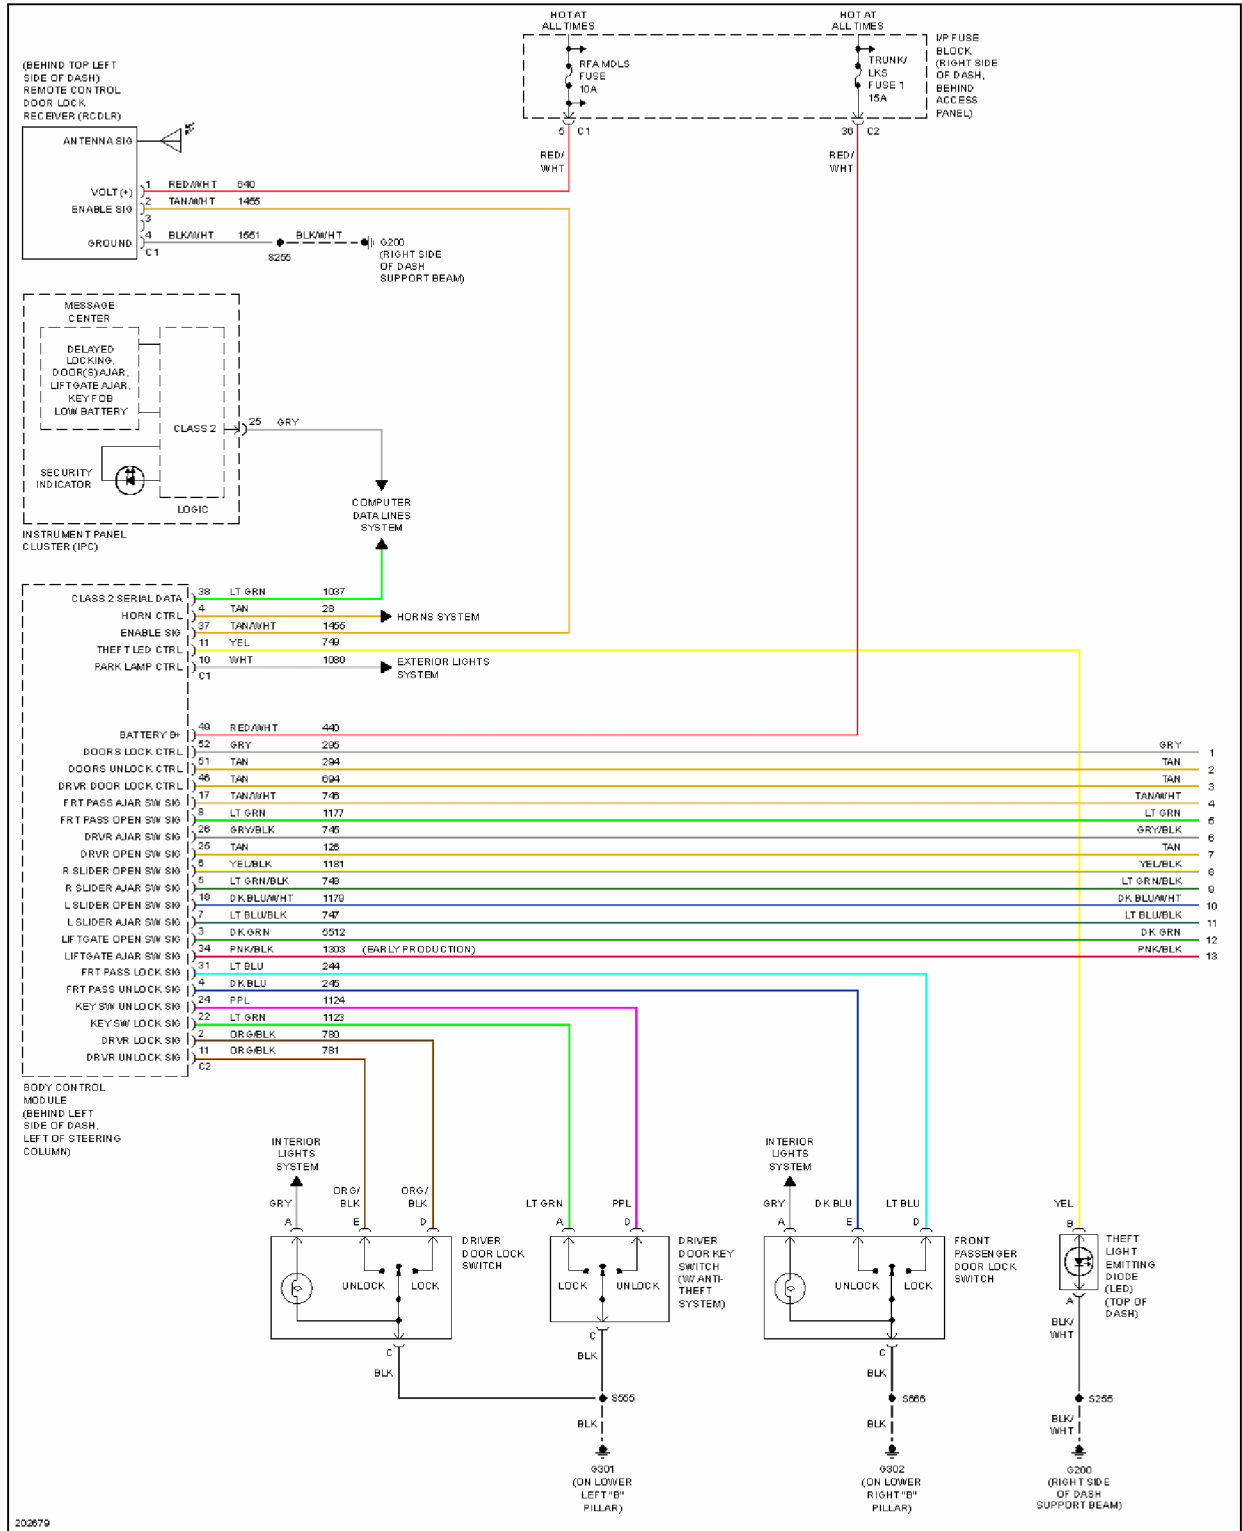 HOT AT
ALL TIMES
HOT AT
ALL TIMES
RFA MDLS
FUSE
10A
TRUNK/
LKS
FUSE 1
15A
I/P FUSE
BLOCK
(RIGHT SIDE
OF DASH,
BEHIND
ACCESS
PANEL)
5 C1
36 C2
RED/
WHT
RED/
WHT
(BEHIND TOP LEFT
SIDE OF DASH)
REMOTE CONTROL
DOOR LOCK
RECEIVER (RCDLR)
ANTENNA SIG
VOLT (+) 1 RED/WHT 640
ENABLE SIG 2 TAN/WHT 1455
3
GROUND 4 BLK/WHT 1551 BLK/WHT
C1
S255
G200
(RIGHT SIDE
OF DASH
SUPPORT BEAM)
MESSAGE
CENTER
DELAYED
LOCKING,
DOOR(S) AJAR,
LIFTGATE AJAR,
KEY FOB
LOW BATTERY
CLASS 2 25 GRY
SECURITY
INDICATOR
LOGIC
INSTRUMENT PANEL
CLUSTER (IPC)
COMPUTER
DATA LINES
SYSTEM
CLASS 2 SERIAL DATA 38 LT GRN 1037
HORN CTRL 4 TAN 28 HORNS SYSTEM
ENABLE SIG 37 TAN/WHT 1455
THEFT LED CTRL 11 YEL 749
PARK LAMP CTRL 10 WHT 1080 EXTERIOR LIGHTS
SYSTEM
C1
BATTERY B+ 49 RED/WHT 440
DOORS LOCK CTRL 52 GRY 295 GRY 1
DOORS UNLOCK CTRL 51 TAN 294 TAN 2
DRVR DOOR LOCK CTRL 46 TAN 694 TAN 3
FRT PASS AJAR SW SIG 17 TAN/WHT 746 TAN/WHT 4
FRT PASS OPEN SW SIG 8 LT GRN 1177 LT GRN 5
DRVR AJAR SW SIG 26 GRY/BLK 745 GRY/BLK 6
DRVR OPEN SW SIG 25 TAN 126 TAN 7
R SLIDER OPEN SW SIG 6 YEL/BLK 1181 YEL/BLK 8
R SLIDER AJAR SW SIG 5 LT GRN/BLK 748 LT GRN/BLK 9
L SLIDER OPEN SW SIG 18 DK BLU/WHT 1179 DK BLU/WHT 10
L SLIDER AJAR SW SIG 7 LT BLU/BLK 747 LT BLU/BLK 11
LIFTGATE OPEN SW SIG 3 DK GRN 5512 DK GRN 12
LIFTGATE AJAR SW SIG 34 PNK/BLK 1303 (EARLY PRODUCTION) PNK/BLK 13
FRT PASS LOCK SIG 31 LT BLU 244
FRT PASS UNLOCK SIG 4 DK BLU 245
KEY SW UNLOCK SIG 24 PPL 1124
KEY SW LOCK SIG 22 LT GRN 1123
DRVR LOCK SIG 2 ORG/BLK 780
DRVR UNLOCK SIG 11 ORG/BLK 781
C2
BODY CONTROL
MODULE
(BEHIND LEFT
SIDE OF DASH,
LEFT OF STEERING
COLUMN)
INTERIOR
LIGHTS
SYSTEM
GRY
ORG/
BLK
ORG/
BLK
A E D
UNLOCK LOCK
DRIVER
DOOR LOCK
SWITCH
C
BLK
LT GRN PPL
A D
LOCK UNLOCK
DRIVER
DOOR KEY
SWITCH
(W/ ANTI-
THEFT
SYSTEM)
C
BLK
S555
BLK
G301
(ON LOWER
LEFT "B"
PILLAR)
INTERIOR
LIGHTS
SYSTEM
GRY DK BLU LT BLU
A E D
UNLOCK LOCK
FRONT
PASSENGER
DOOR LOCK
SWITCH
C
BLK
S666
BLK
G302
(ON LOWER
RIGHT "B"
PILLAR)
YEL
B
THEFT
LIGHT
EMITTING
DIODE
(LED)
(TOP OF
DASH)
A
BLK/
WHT
S255
BLK/
WHT
G200
(RIGHT SIDE
OF DASH
SUPPORT BEAM)
202679